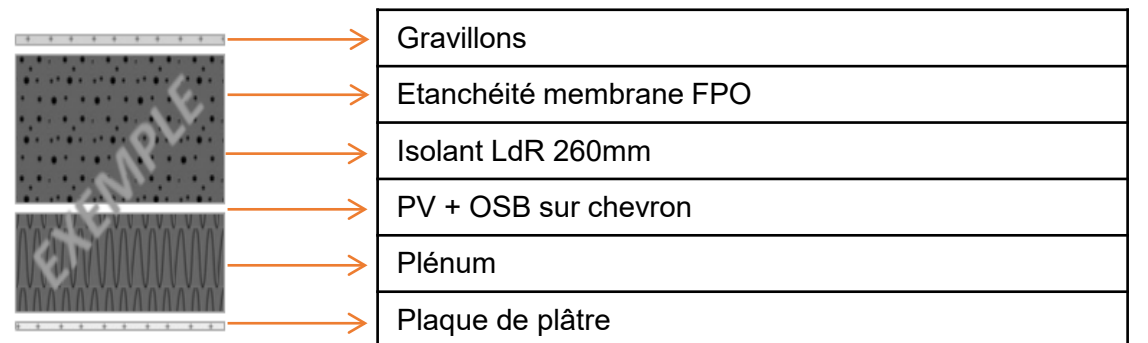 Gravillons
Etanchéité membrane FPO
EXEMPLE
Isolant LdR 260mm
PV + OSB sur chevron
Plénum
Plaque de plâtre